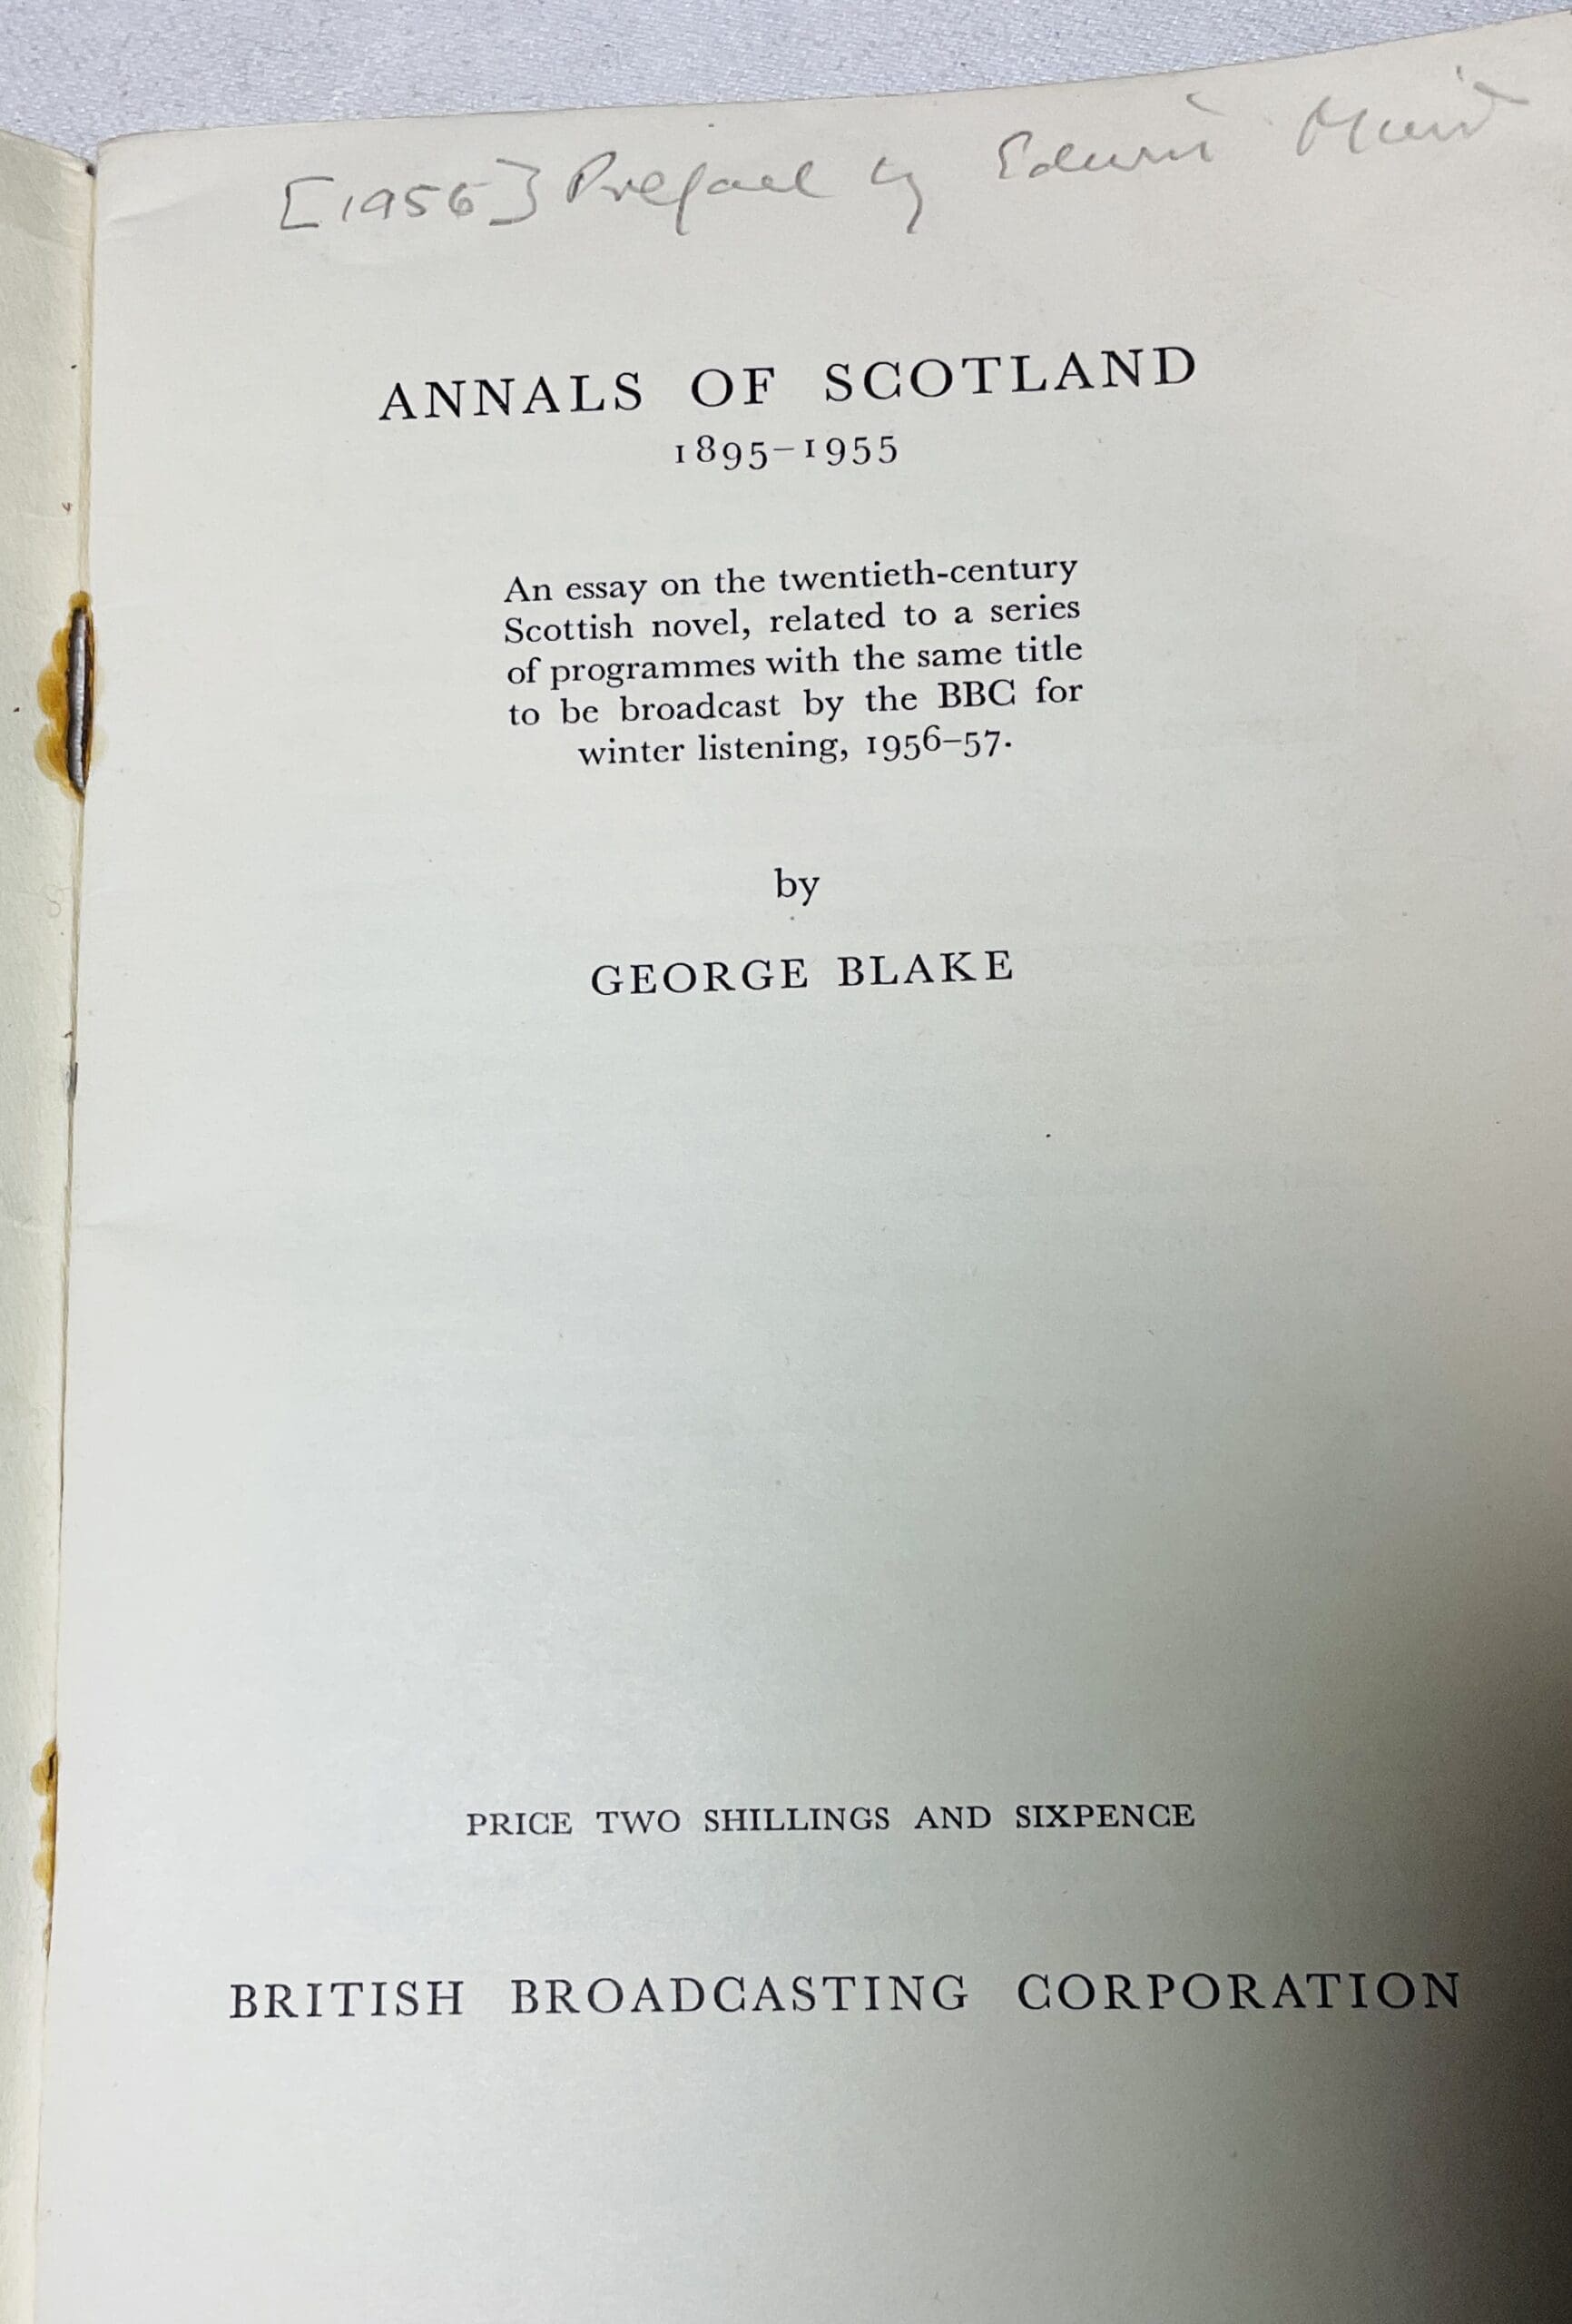 [1956] Preface by Edwin Muir
ANNALS OF SCOTLAND
1895–1955
An essay on the twentieth-century
Scottish novel, related to a series
of programmes with the same title
to be broadcast by the BBC for
winter listening, 1956–57.
by
GEORGE BLAKE
PRICE TWO SHILLINGS AND SIXPENCE
BRITISH BROADCASTING CORPORATION